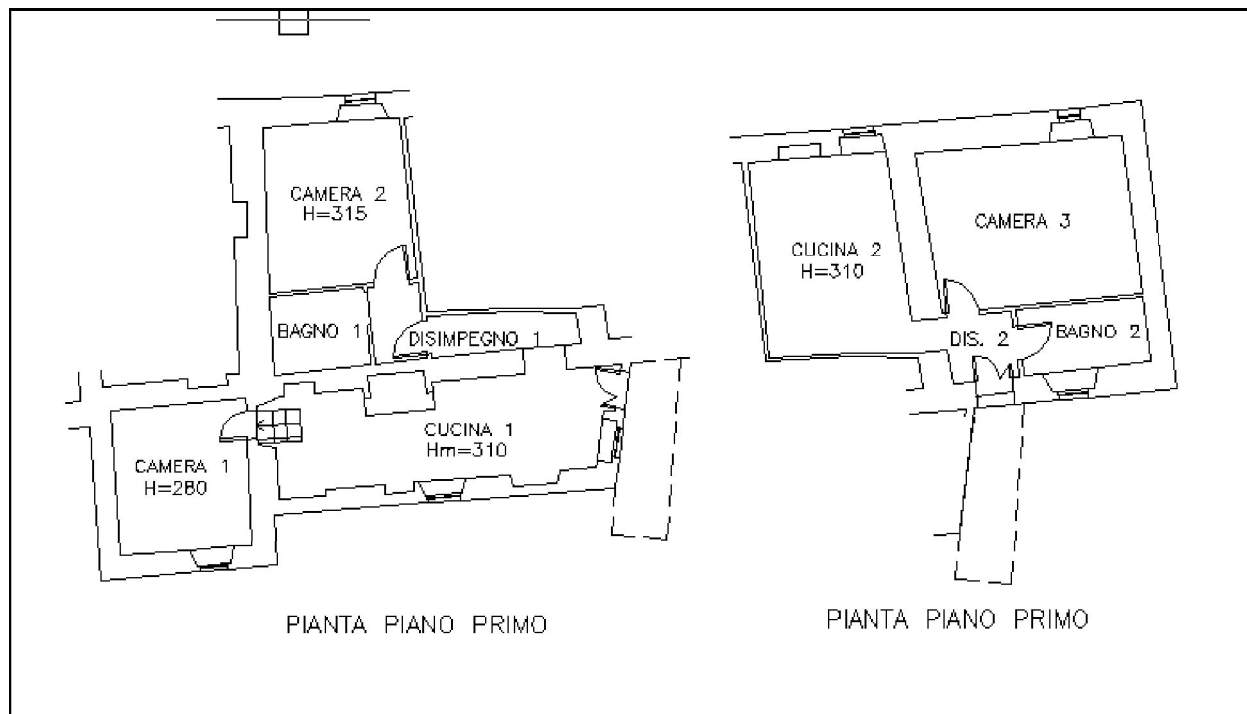 CAMERA 2
H=315
BAGNO 1
DISIMPEGNO 1
CUCINA 1
Hm=310
CAMERA 1
H=280
PIANTA PIANO PRIMO
CAMERA 3
CUCINA 2
H=310
DIS. 2
BAGNO 2
PIANTA PIANO PRIMO